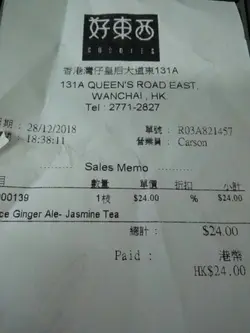 好東西
GOODIES
香港灣仔皇后大道東131A
131A QUEEN'S ROAD EAST,
WANCHAI, HK.
Tel : 2771-2827
日期 : 28/12/2018 單號 : R03A821457
18:38:11 營業員 : Carson
Sales Memo
數量 單價 折扣 小計
000139 1枝 $24.00 % $24.00
Ginger Ale- Jasmine Tea
總計 : $24.00
Paid : 港幣
HK$24.00